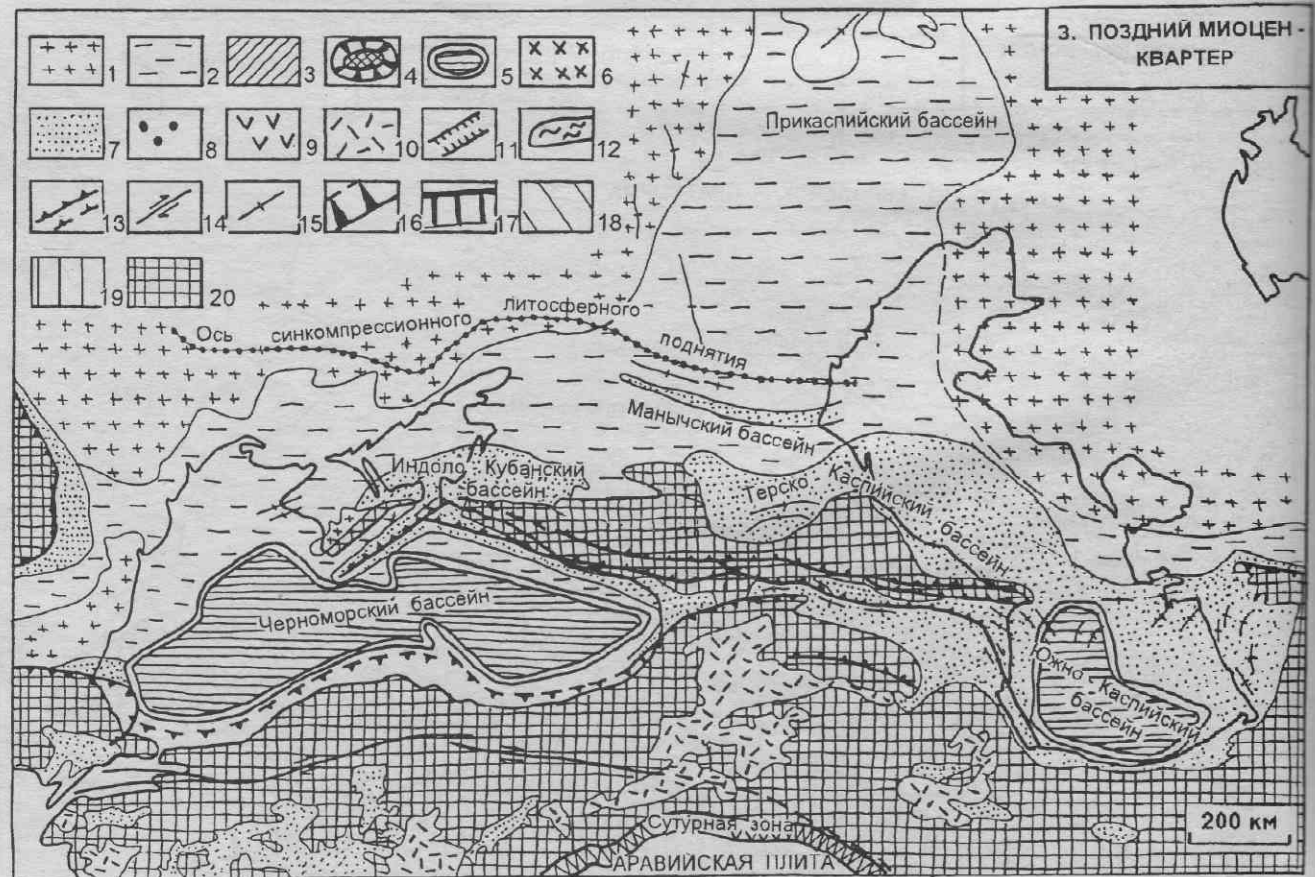 3. ПОЗДНИЙ МИОЦЕН -
КВАРТЕР
1 2 3 4 5 6
7 8 9 10 11 12
13 14 15 16 17 18
19 20
Прикаспийский бассейн
Ось синкомпрессионного литосферного поднятия
Манычский бассейн
Индоло Кубанский
бассейн
Терско Каспийский бассейн
Черноморский бассейн
Южно - Каспийский
бассейн
200 км
Сутурная зона
АРАВИЙСКАЯ ПЛИТА